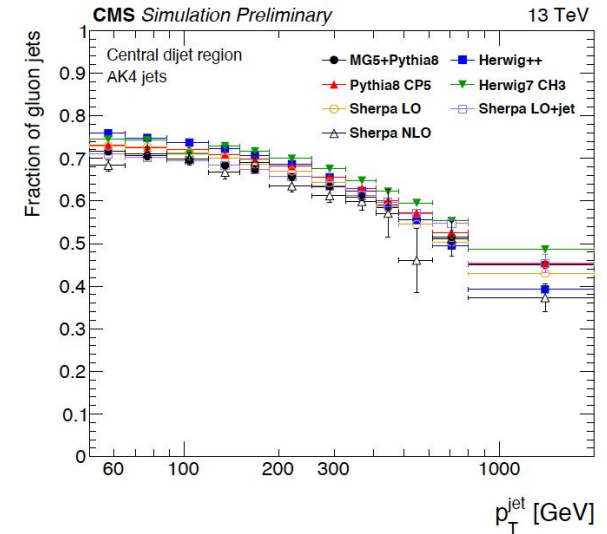 CMS Simulation Preliminary 13 TeV
Central dijet region
AK4 jets
MG5+Pythia8 Herwig++
Pythia8 CP5 Herwig7 CH3
Sherpa LO Sherpa LO+jet
Sherpa NLO
Fraction of gluon jets
1
0.9
0.8
0.7
0.6
0.5
0.4
0.3
0.2
0.1
0
60 100 200 300 1000
p_T^jet [GeV]